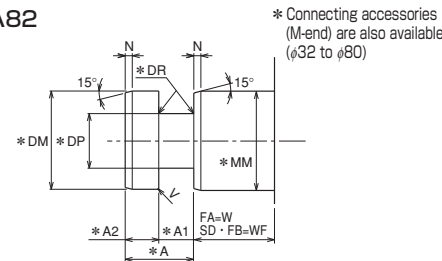 A82
* Connecting accessories
(M-end) are also available
(φ32 to φ80)
N
N
*DR
15°
15°
*DM
*DP
*MM
V
FA=W
SD・FB=WF
*A2
*A1
*A